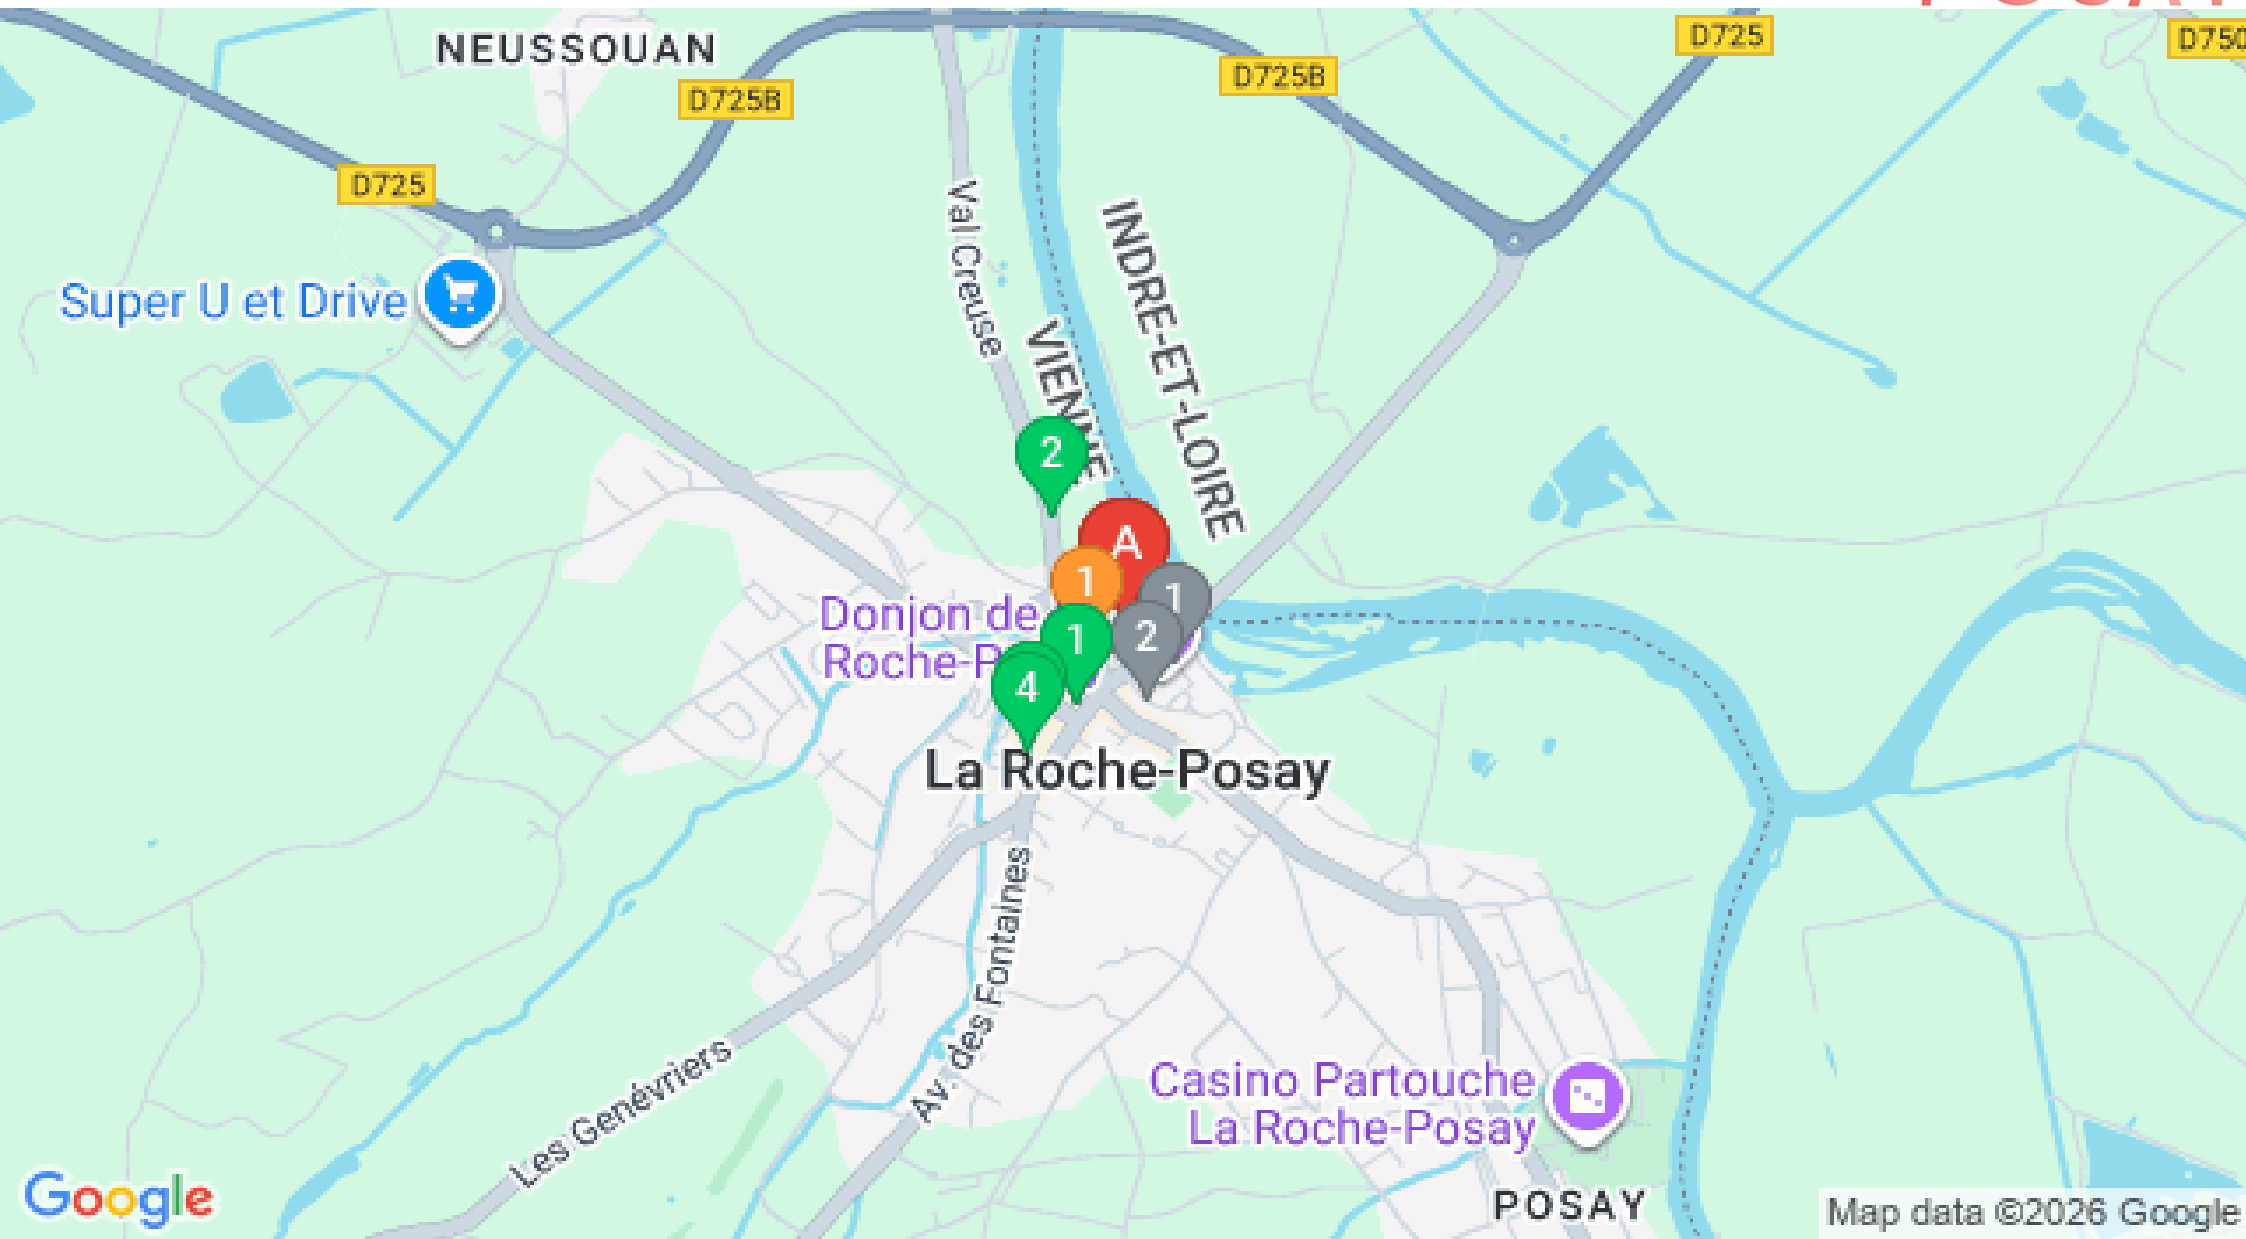 NEUSSOUAN
D725
D750
D725B
D725B
D725
Val Creuse
INDRE-ET-LOIRE
VIENNE
Super U et Drive
2
A
1
1
Donjon de
Roche-P
1
2
4
La Roche-Posay
Av. des Fontaines
Les Genévriers
Casino Partouche
La Roche-Posay
POSAY
Google
Map data ©2026 Google